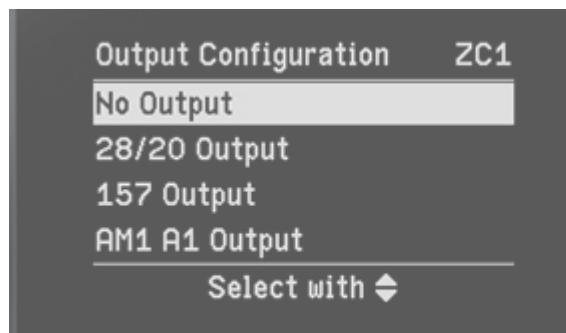 Output Configuration ZC1
No Output
28/20 Output
157 Output
AM1 A1 Output
Select with